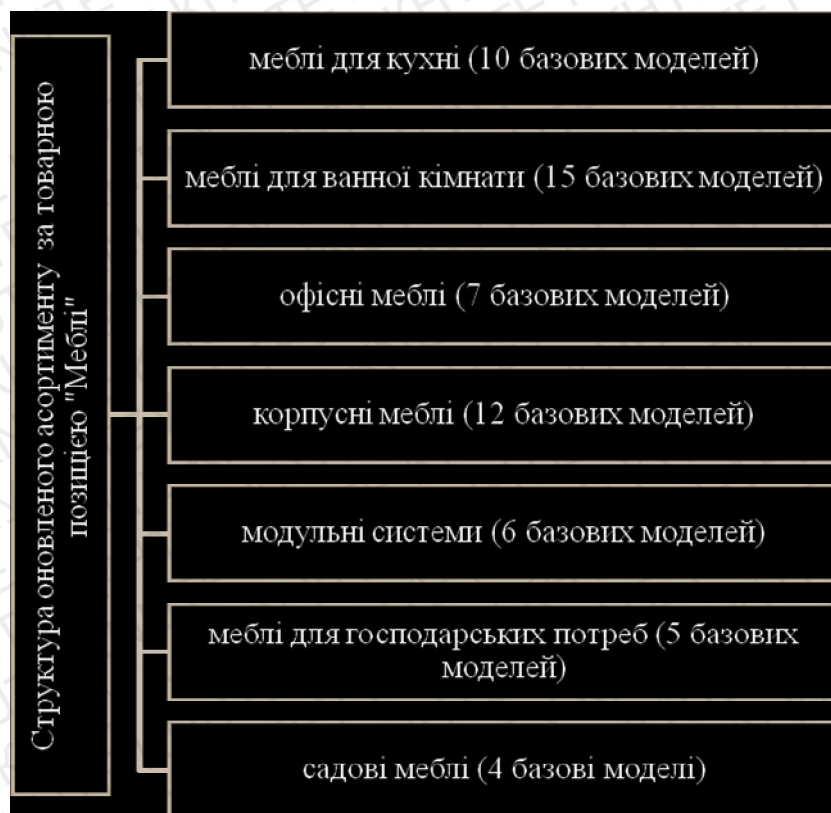 Структура оновленого асортименту за товарною
позицією "Меблі"
меблі для кухні (10 базових моделей)
меблі для ванної кімнати (15 базових моделей)
офісні меблі (7 базових моделей)
корпусні меблі (12 базових моделей)
модульні системи (6 базових моделей)
меблі для господарських потреб (5 базових
моделей)
садові меблі (4 базові моделі)